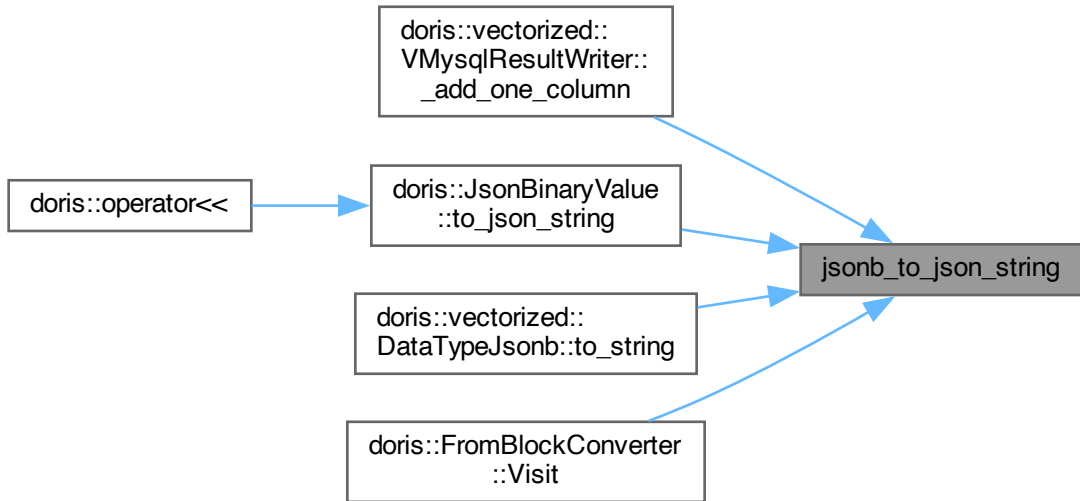 doris::vectorized::
VMysqlResultWriter::
_add_one_column
doris::operator<<
doris::JsonBinaryValue
::to_json_string
jsonb_to_json_string
doris::vectorized::
DataTypeJsonb::to_string
doris::FromBlockConverter
::Visit